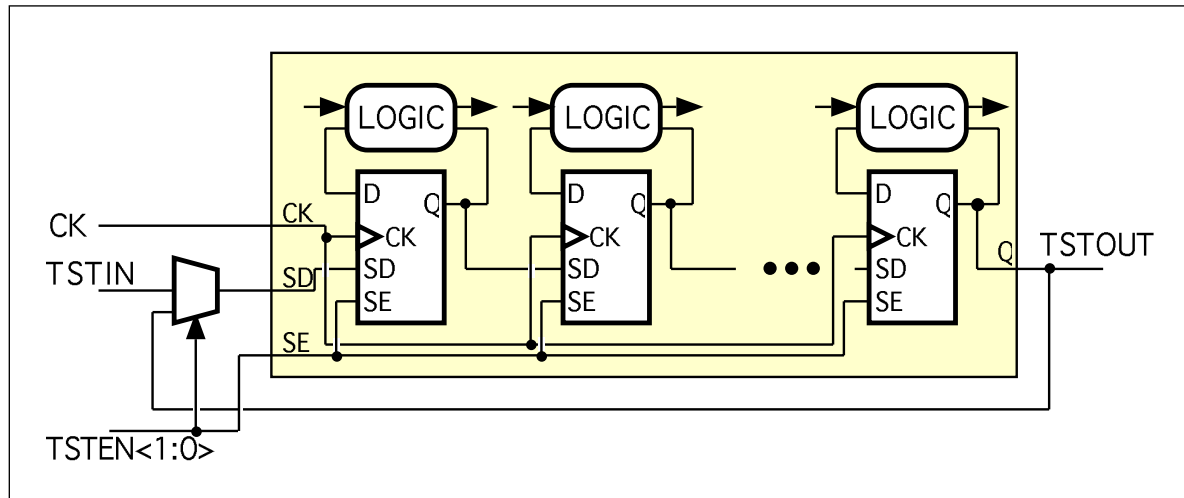 LOGIC LOGIC LOGIC
D Q D Q D Q
CK CK CK CK CK
TSTIN SD SD SD SD Q TSTOUT
SE SE SE
SE
TSTEN<1:0>